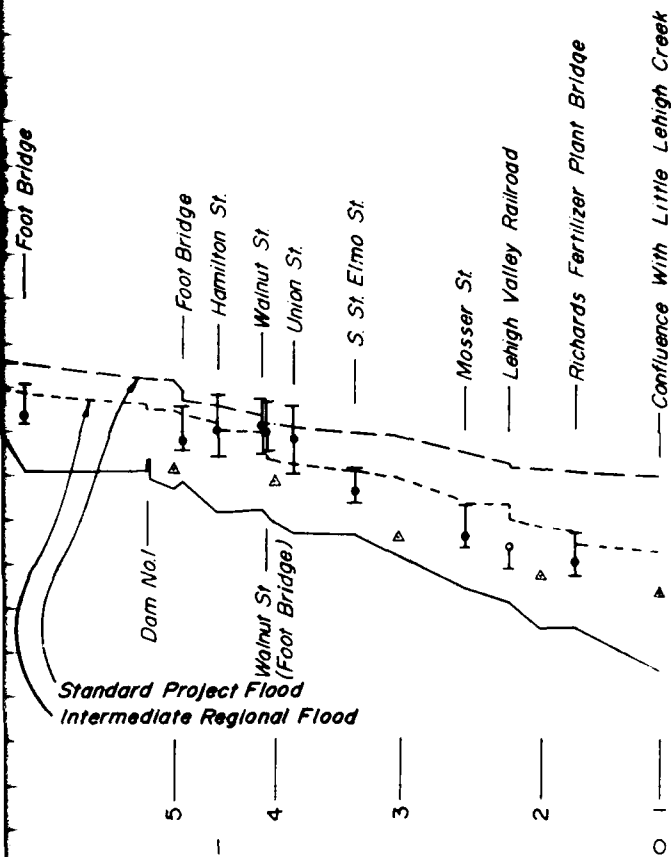 Foot Bridge
Foot Bridge
Hamilton St.
Walnut St.
Union St.
S. St. Elmo St.
Mosser St.
Lehigh Valley Railroad
Richards Fertilizer Plant Bridge
Confluence With Little Lehigh Creek
Dam No.1
Walnut St
(Foot Bridge)
Standard Project Flood
Intermediate Regional Flood
5
4
3
2
1
1
0